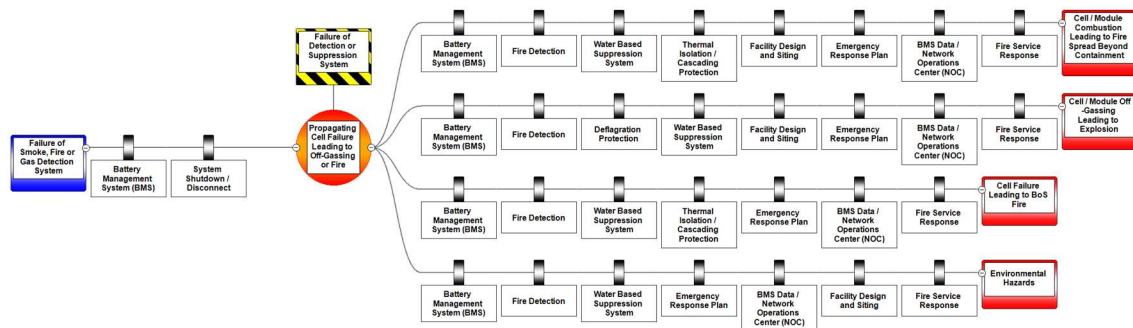 Failure of
Detection or
Suppression
System
Failure of
Smoke, Fire or
Gas Detection
System
Battery
Management
System (BMS)
System
Shutdown /
Disconnect
Propagating
Cell Failure
Leading to
Off-Gassing
or Fire
Battery
Management
System (BMS)
Fire Detection
Water Based
Suppression
System
Thermal
Isolation /
Cascading
Protection
Facility Design
and Siting
Emergency
Response Plan
BMS Data /
Network
Operations
Center (NOC)
Fire Service
Response
Cell / Module
Combustion
Leading to Fire
Spread Beyond
Containment
Battery
Management
System (BMS)
Fire Detection
Deflagration
Protection
Water Based
Suppression
System
Facility Design
and Siting
Emergency
Response Plan
BMS Data /
Network
Operations
Center (NOC)
Fire Service
Response
Cell / Module Off
-Gassing
Leading to
Explosion
Battery
Management
System (BMS)
Fire Detection
Water Based
Suppression
System
Thermal
Isolation /
Cascading
Protection
Emergency
Response Plan
BMS Data /
Network
Operations
Center (NOC)
Fire Service
Response
Cell Failure
Leading to BoS
Fire
Battery
Management
System (BMS)
Fire Detection
Water Based
Suppression
System
Emergency
Response Plan
BMS Data /
Network
Operations
Center (NOC)
Facility Design
and Siting
Fire Service
Response
Environmental
Hazards